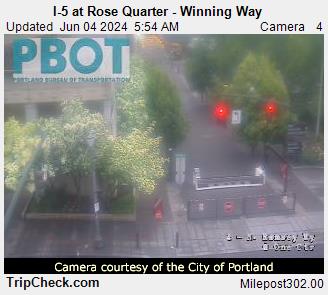 I-5 at Rose Quarter - Winning Way
Updated Jun 04 2024 5:54 AM Camera 4
PBOT
PORTLAND BUREAU OF TRANSPORTATION
Camera courtesy of the City of Portland
TripCheck.com Milepost302.00